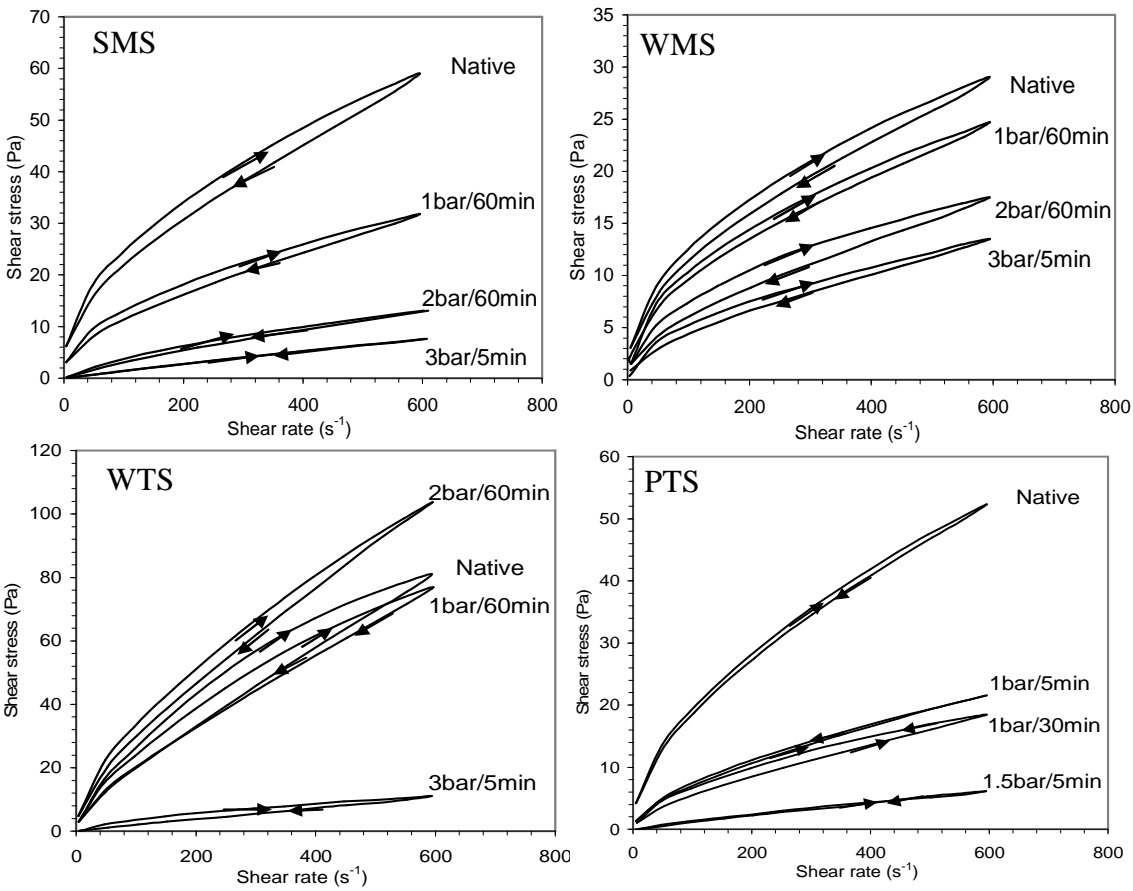 SMS
70
60
50
40
30
20
10
0
Shear stress (Pa)
Native
1bar/60min
2bar/60min
3bar/5min
0 200 400 600 800
Shear rate (s⁻¹)
WMS
35
30
25
20
15
10
5
0
Shear stress (Pa)
Native
1bar/60min
2bar/60min
3bar/5min
0 200 400 600 800
Shear rate (s⁻¹)
WTS
120
100
80
60
40
20
0
Shear stress (Pa)
2bar/60min
Native
1bar/60min
3bar/5min
0 200 400 600 800
Shear rate (s⁻¹)
PTS
60
50
40
30
20
10
0
Shear stress (Pa)
Native
1bar/5min
1bar/30min
1.5bar/5min
0 200 400 600 800
Shear rate (s⁻¹)